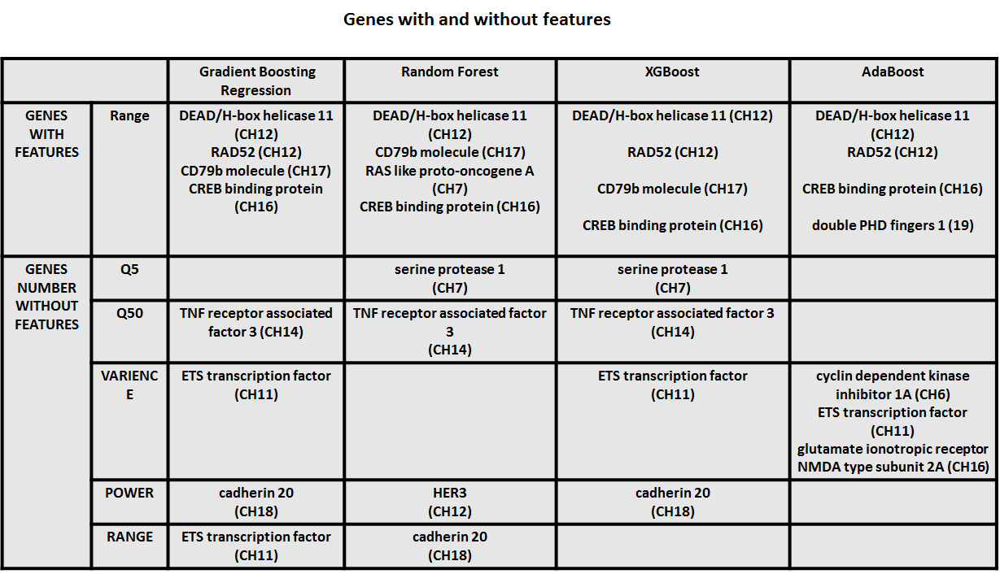 Genes with and without features
Gradient Boosting
Regression
Random Forest
XGBoost
AdaBoost
GENES
WITH
FEATURES
Range
DEAD/H-box helicase 11
(CH12)
RAD52 (CH12)
CD79b molecule (CH17)
CREB binding protein
(CH16)
DEAD/H-box helicase 11
(CH12)
CD79b molecule (CH17)
RAS like proto-oncogene A
(CH7)
CREB binding protein (CH16)
DEAD/H-box helicase 11 (CH12)
RAD52 (CH12)
CD79b molecule (CH17)
CREB binding protein (CH16)
DEAD/H-box helicase 11
(CH12)
RAD52 (CH12)
CREB binding protein (CH16)
double PHD fingers 1 (19)
GENES
NUMBER
WITHOUT
FEATURES
Q5
serine protease 1
(CH7)
serine protease 1
(CH7)
Q50
TNF receptor associated
factor 3 (CH14)
TNF receptor associated factor
3
(CH14)
TNF receptor associated factor 3
(CH14)
VARIENC
E
ETS transcription factor
(CH11)
ETS transcription factor
(CH11)
cyclin dependent kinase
inhibitor 1A (CH6)
ETS transcription factor
(CH11)
glutamate ionotropic receptor
NMDA type subunit 2A (CH16)
POWER
cadherin 20
(CH18)
HER3
(CH12)
cadherin 20
(CH18)
RANGE
ETS transcription factor
(CH11)
cadherin 20
(CH18)